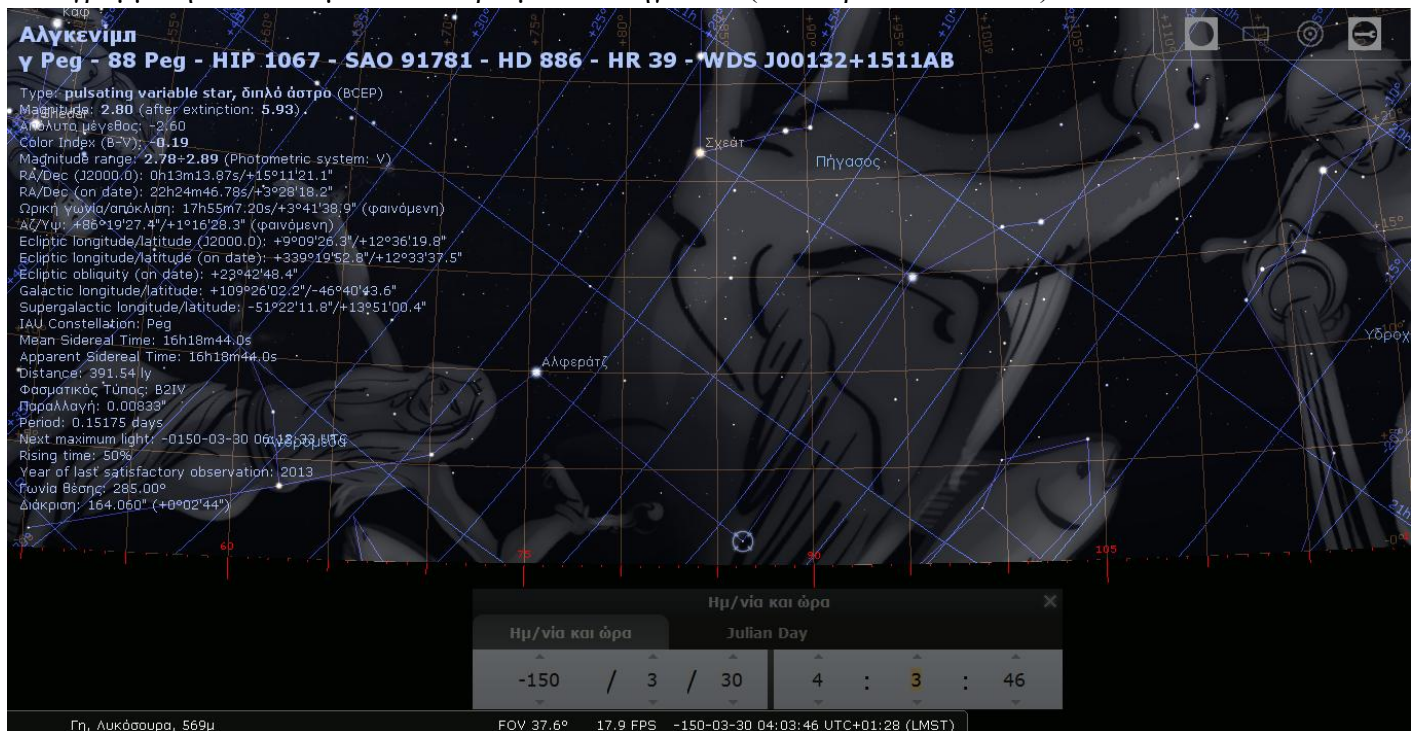 Αλγκενίμπ
γ Peg - 88 Peg - HIP 1067 - SAO 91781 - HD 886 - HR 39 - WDS J00132+1511AB
Type: pulsating variable star, διπλό άστρο (BCEP)
Magnitude: 2.80 (after extinction: 5.93)
Απόλυτο μέγεθος: -2.60
Color Index (B-V): -0.19
Magnitude range: 2.78÷2.89 (Photometric system: V)
RA/Dec (J2000.0): 0h13m13.87s/+15°11'21.1"
RA/Dec (on date): 22h24m46.78s/+3°28'18.2"
Ωρική γωνία/απόκλιση: 17h55m7.20s/+3°41'38.9" (φαινόμενη)
Αζ/Υψ: +86°19'27.4"/+1°16'28.3" (φαινόμενη)
Ecliptic longitude/latitude (J2000.0): +9°09'26.3"/+12°36'19.8"
Ecliptic longitude/latitude (on date): +339°19'52.8"/+12°33'37.5"
Ecliptic obliquity (on date): +23°42'48.4"
Galactic longitude/latitude: +109°26'02.2"/-46°40'43.6"
Supergalactic longitude/latitude: -51°22'11.8"/+13°51'00.4"
IAU Constellation: Peg
Mean Sidereal Time: 16h18m44.0s
Apparent Sidereal Time: 16h18m44.0s
Distance: 391.54 ly
Φασματικός Τύπος: B2IV
Παραλλαγή: 0.00833"
Period: 0.15175 days
Next maximum light: -0150-03-30 06:18:33 UTC
Rising time: 50%
Year of last satisfactory observation: 2013
Γωνία θέσης: 285.00°
Διάκριση: 164.060" (+0°02'44")
Καφ
Σχεάτ
Πήγασος
Αλφεράτζ
Υδροχ
60
75
90
105
Ημ/νία και ώρα
Ημ/νία και ώρα
Julian Day
-150 / 3 / 30 4 : 3 : 46
Γη, Λυκόσουρα, 569μ FOV 37.6° 17.9 FPS -150-03-30 04:03:46 UTC+01:28 (LMST)